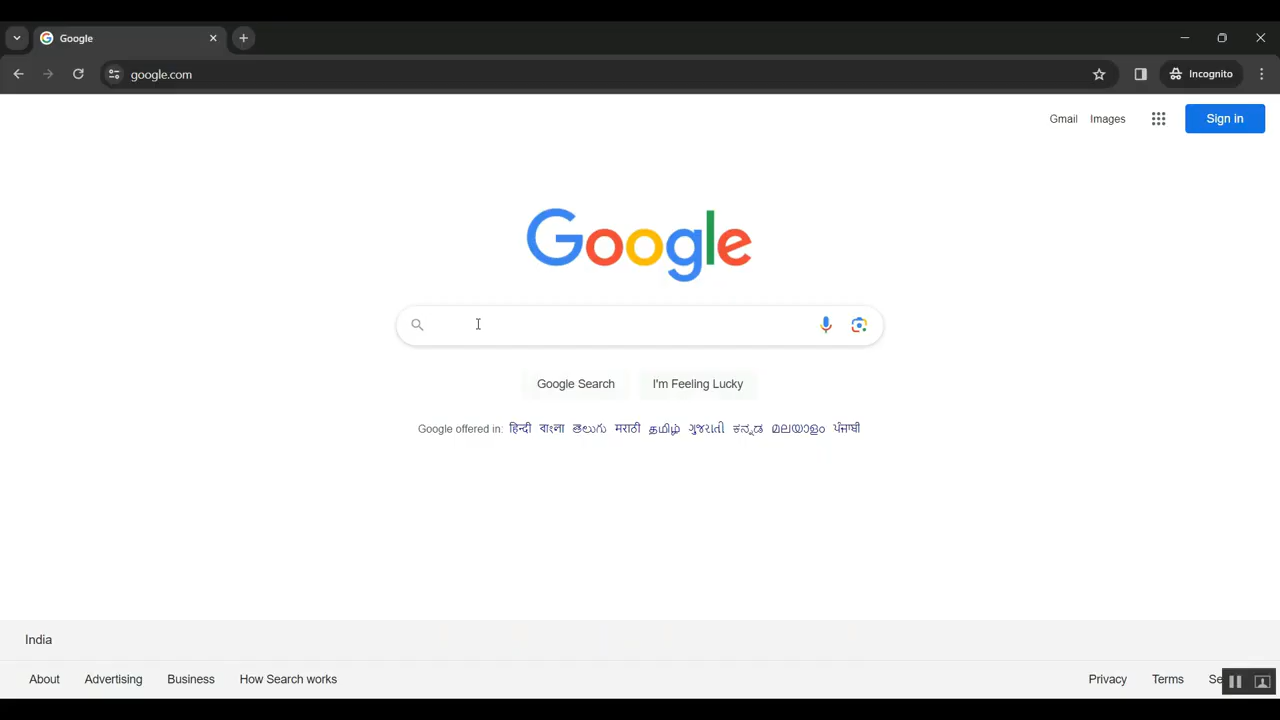 Google
google.com
Incognito
Gmail Images Sign in
Google
Google Search I'm Feeling Lucky
Google offered in: हिन्दी বাংলা తెలుగు मराठी தமிழ் ગુજરાતી ಕನ್ನಡ മലയാളം ਪੰਜਾਬੀ
India
About Advertising Business How Search works Privacy Terms Se